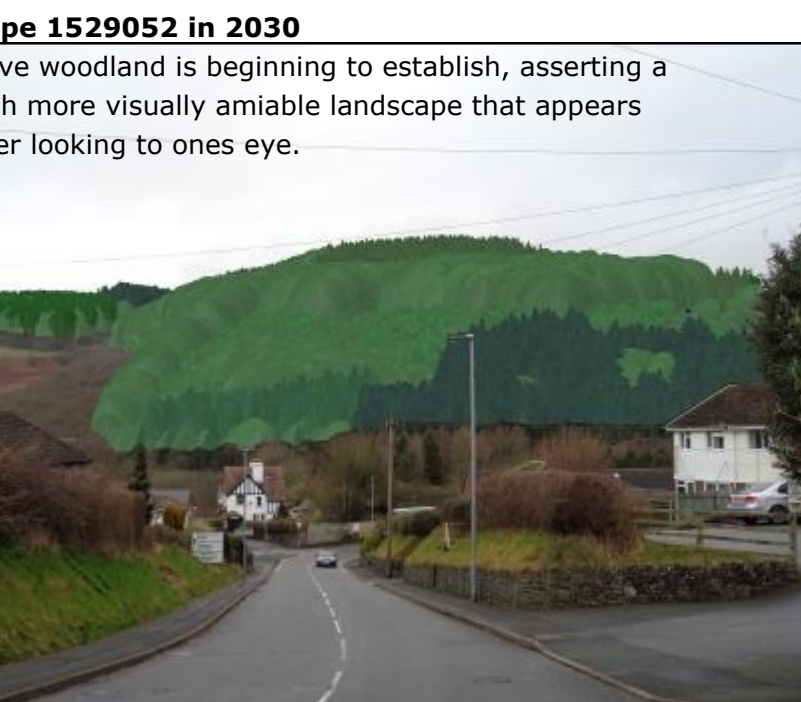 pe 1529052 in 2030
ve woodland is beginning to establish, asserting a
h more visually amiable landscape that appears
er looking to ones eye.